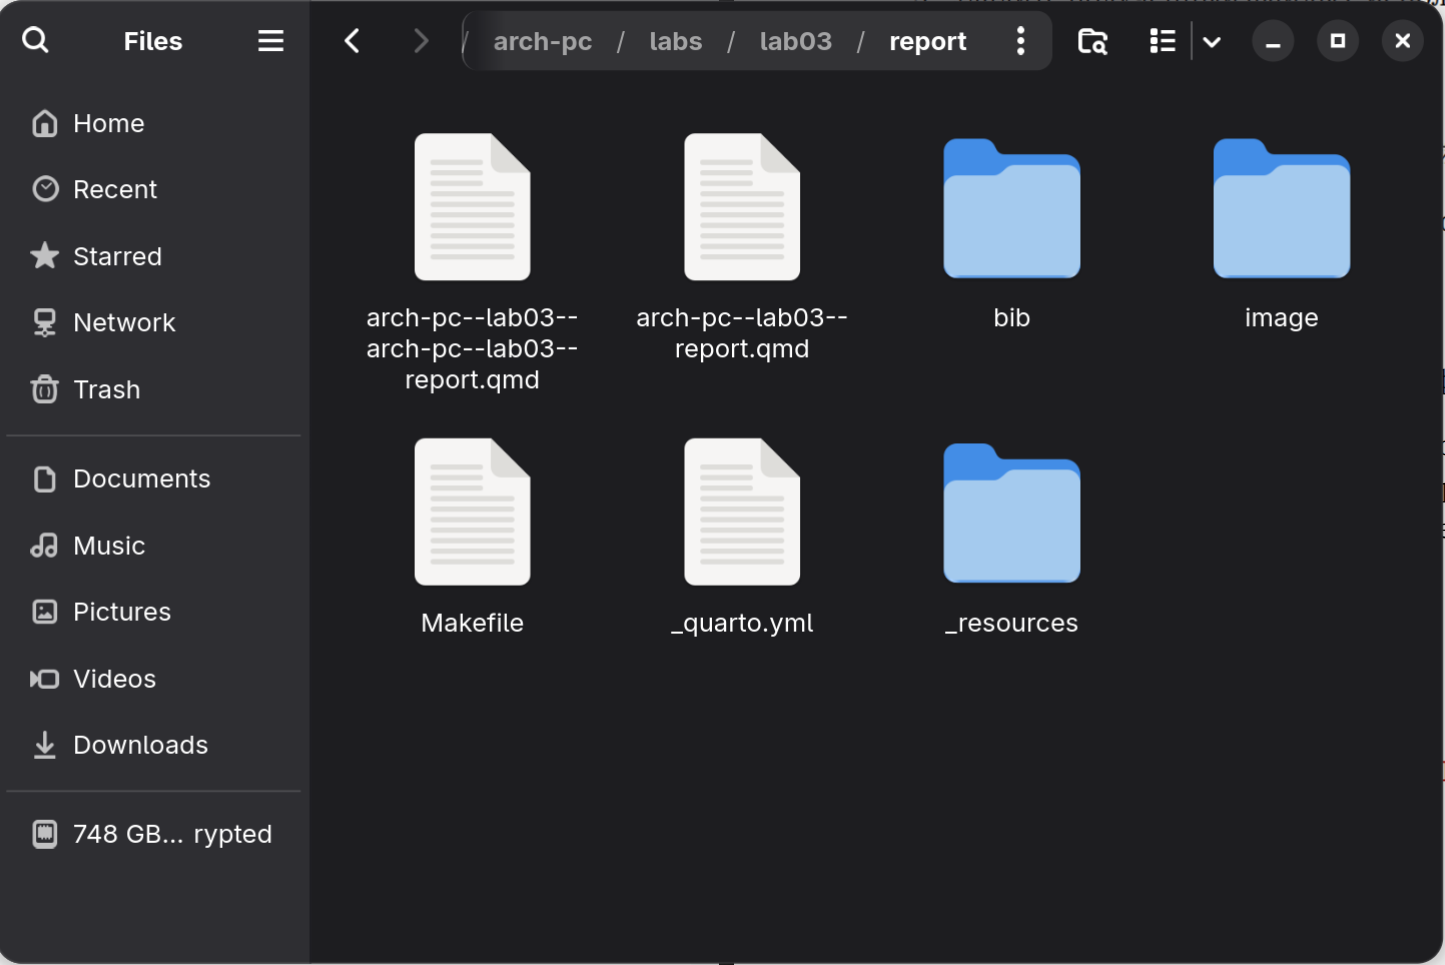 Files
/ arch-pc / labs / lab03 / report
Home
Recent
Starred
Network
Trash
Documents
Music
Pictures
Videos
Downloads
748 GB... rypted
arch-pc--lab03--
arch-pc--lab03--
report.qmd
arch-pc--lab03--
report.qmd
bib
image
Makefile
_quarto.yml
_resources